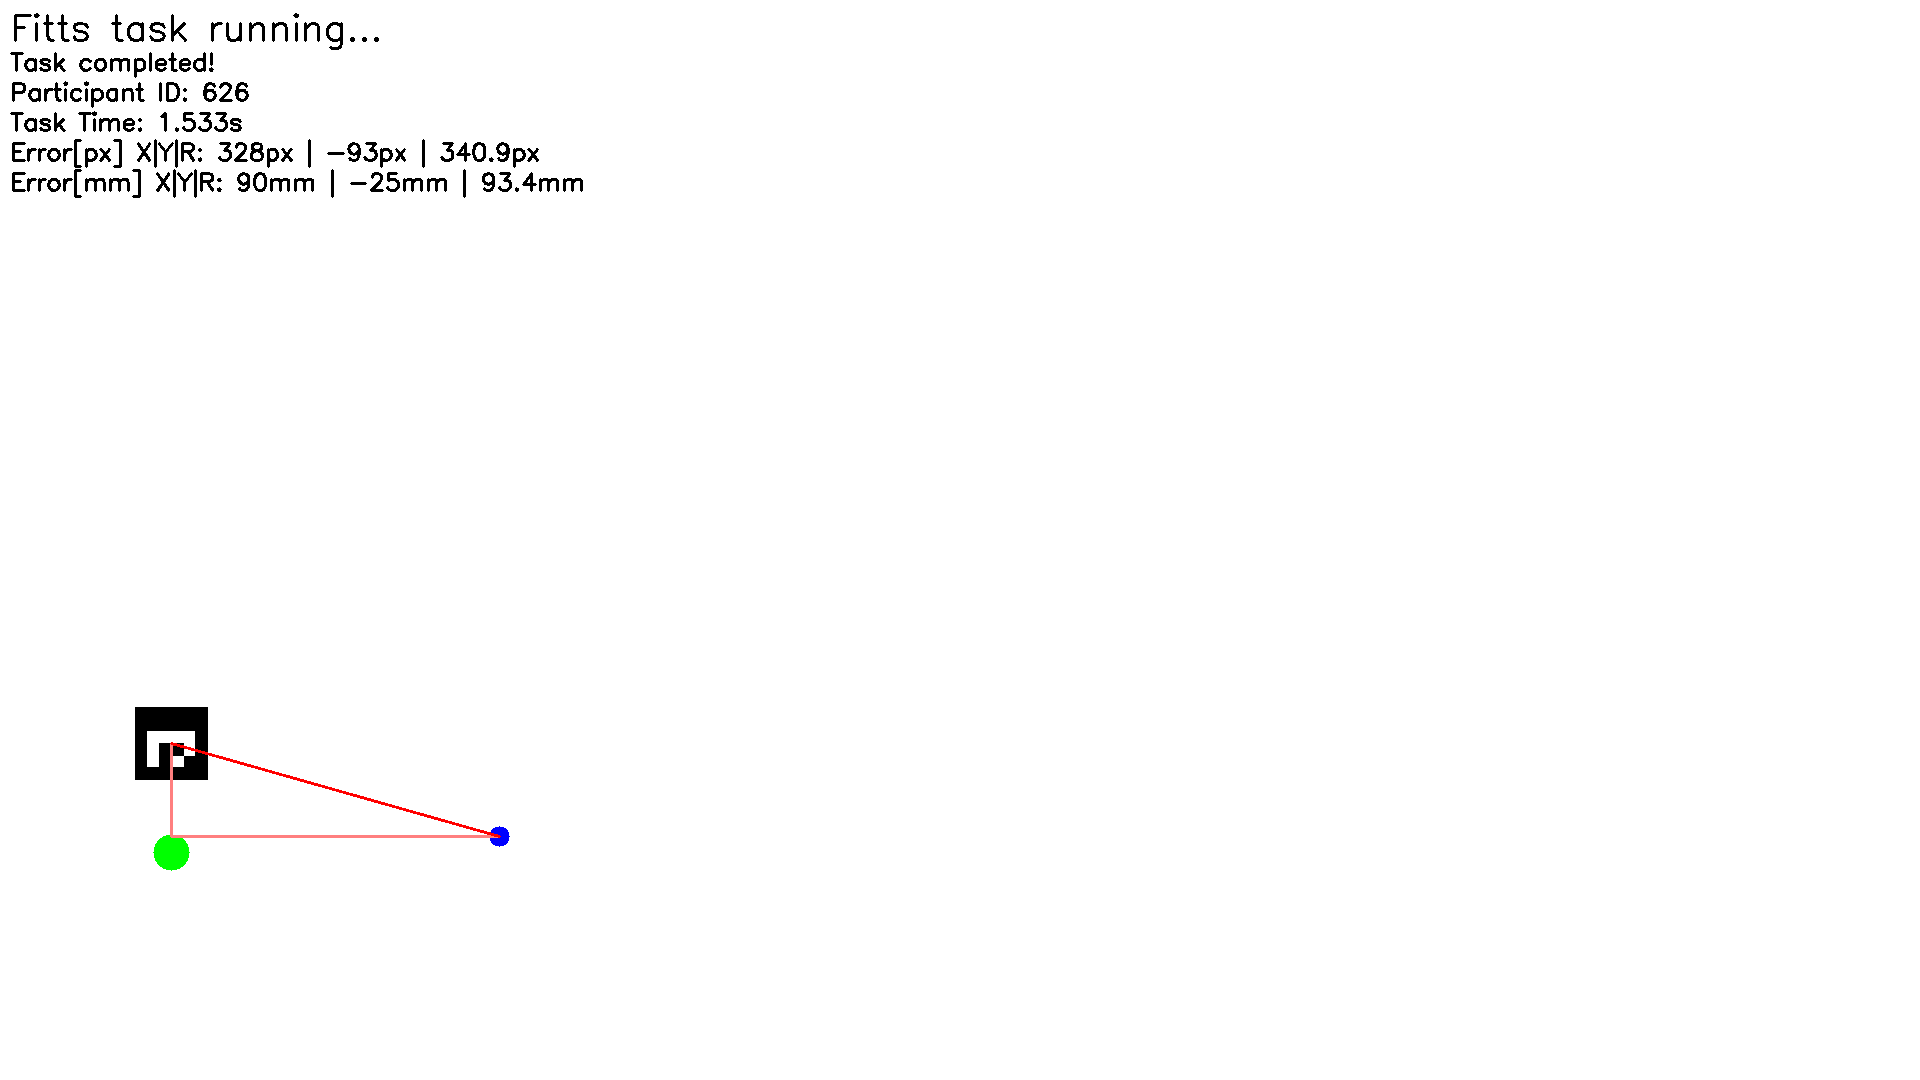 Fitts task running...
Task completed!
Participant ID: 626
Task Time: 1.533s
Error[px] X|Y|R: 328px | -93px | 340.9px
Error[mm] X|Y|R: 90mm | -25mm | 93.4mm